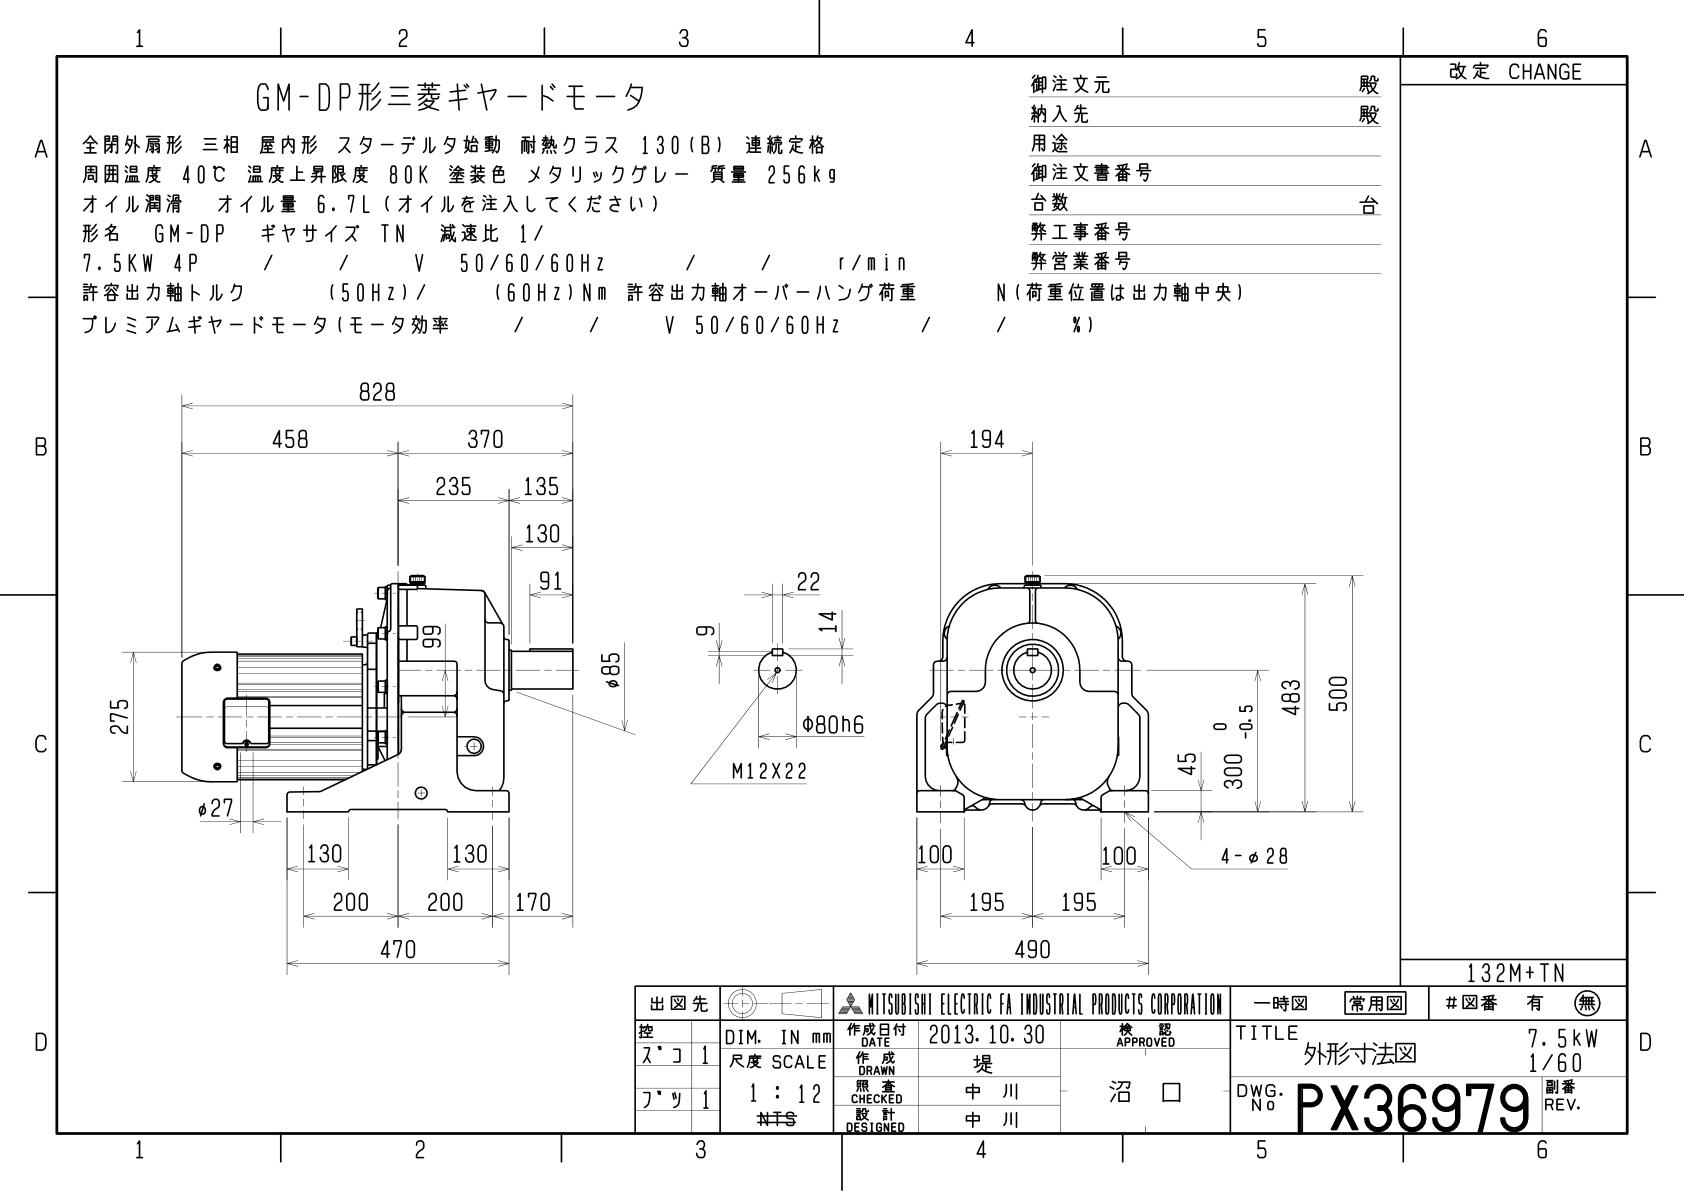 1 2 3 4 5 6
改定 CHANGE
GM-DP形三菱ギヤードモータ
全閉外扇形 三相 屋内形 スターデルタ始動 耐熱クラス 130(B) 連続定格
周囲温度 40℃ 温度上昇限度 80K 塗装色 メタリックグレー 質量 256kg
オイル潤滑 オイル量 6.7L(オイルを注入してください)
形名 GM-DP ギヤサイズ TN 減速比 1/
7.5KW 4P / / V 50/60/60Hz / / r/min
許容出力軸トルク (50Hz)/ (60Hz)Nm 許容出力軸オーバーハング荷重 N(荷重位置は出力軸中央)
プレミアムギヤードモータ(モータ効率 / / V 50/60/60Hz / / %)
御注文元 殿
納入先 殿
用途
御注文書番号
台数 台
弊工事番号
弊営業番号
A A
B B
C C
D D
828
458 370
235 135
130
91
99
275
φ85
φ27
130 130
200 200 170
470
22
9
14
Φ80h6
M12X22
194
483
500
0
-0.5
300
45
100 100
4-φ28
195 195
490
132M+TN
出図先
控
ズコ 1
ブツ 1
DIM. IN mm
尺度 SCALE
1 : 12
NTS
MITSUBISHI ELECTRIC FA INDUSTRIAL PRODUCTS CORPORATION
作成日付 DATE 2013.10.30
作成 DRAWN 堤
照査 CHECKED 中川
設計 DESIGNED 中川
検認 APPROVED
沼口
一時図 常用図 #図番 有 無
TITLE 外形寸法図 7.5kW
1/60
DWG. No PX36979 副番 REV.
1 2 3 4 5 6